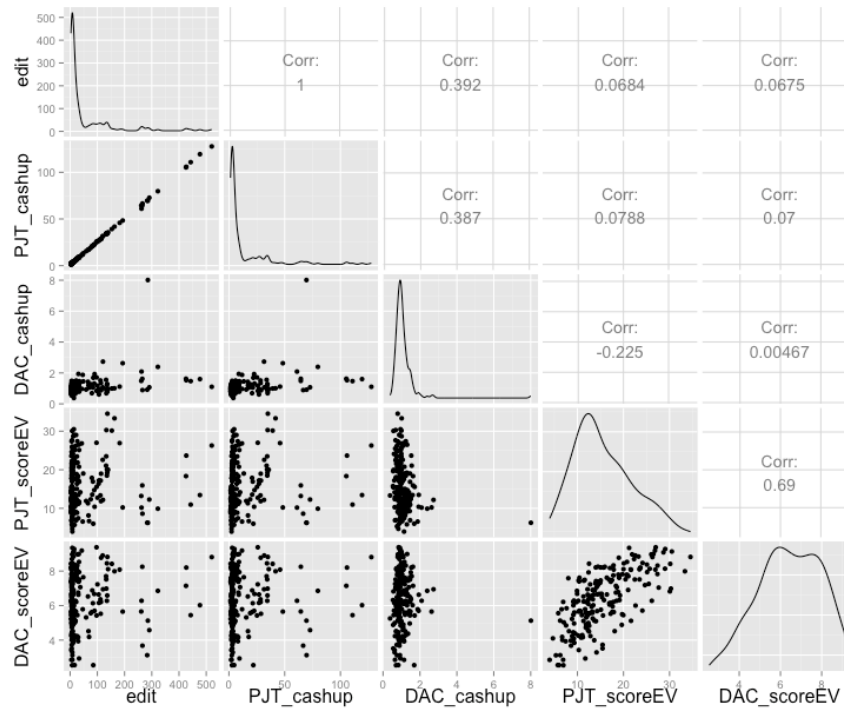 edit
500
400
300
200
100
0
Corr:
1
Corr:
0.392
Corr:
0.0684
Corr:
0.0675
PJT_cashup
100
50
0
Corr:
0.387
Corr:
0.0788
Corr:
0.07
DAC_cashup
8
6
4
2
0
Corr:
-0.225
Corr:
0.00467
PJT_scoreEV
30
20
10
Corr:
0.69
DAC_scoreEV
8
6
4
0 100 200 300 400 500
0 50 100
0 2 4 6 8
10 20 30
4 6 8
edit PJT_cashup DAC_cashup PJT_scoreEV DAC_scoreEV